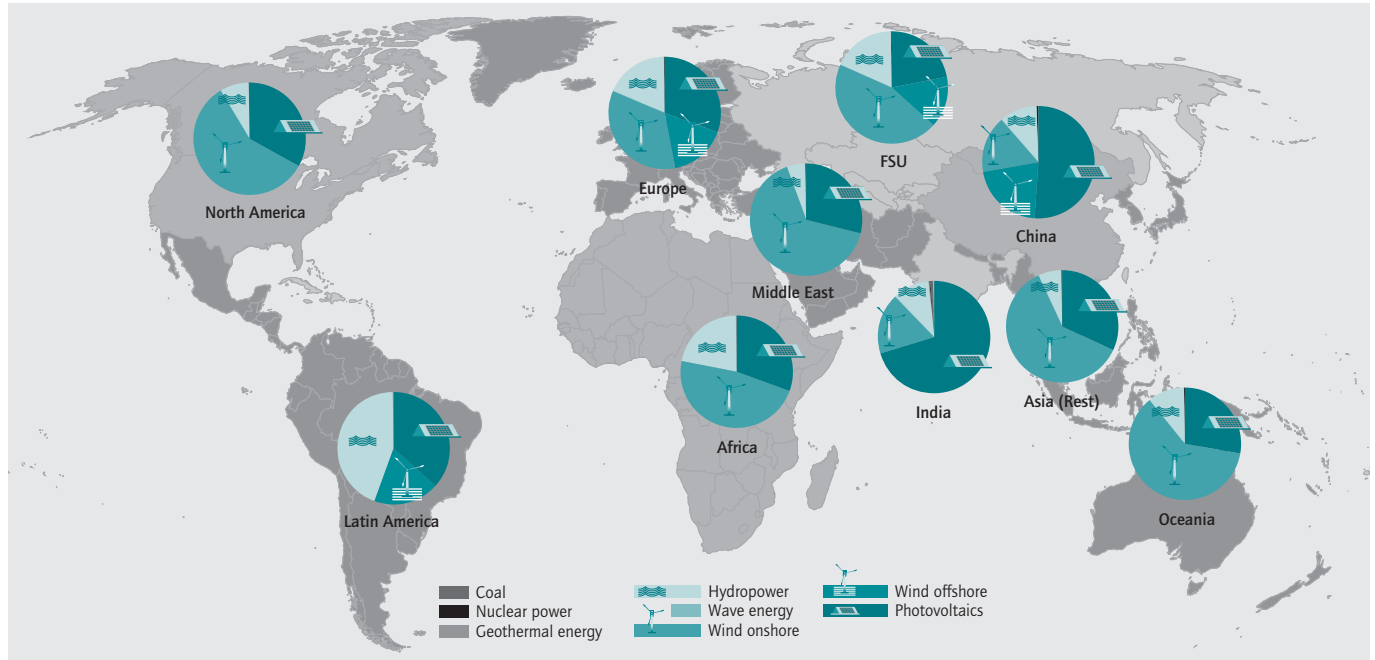 FSU
Europe
North America
China
Middle East
Asia (Rest)
India
Africa
Latin America
Oceania
Coal
Nuclear power
Geothermal energy
Hydropower
Wave energy
Wind onshore
Wind offshore
Photovoltaics